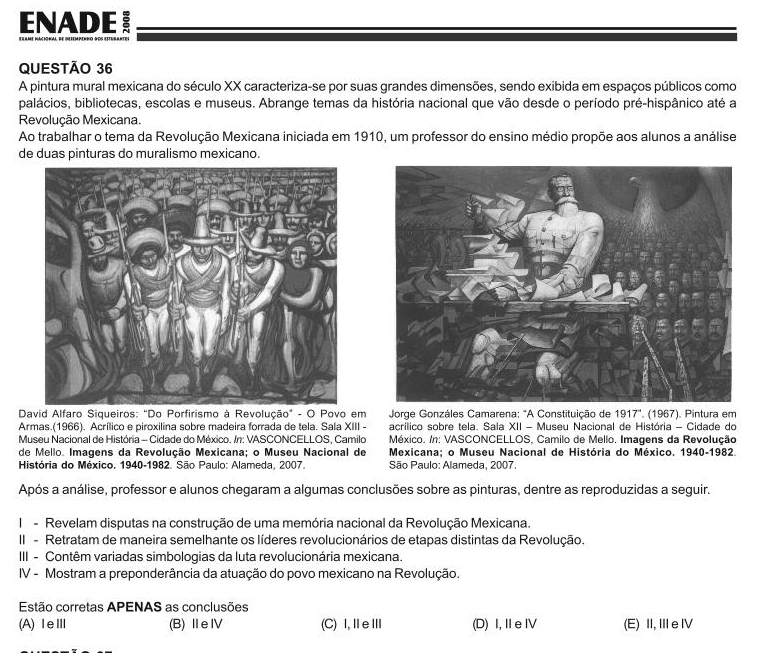 ENADE 2008
EXAME NACIONAL DE DESEMPENHO DOS ESTUDANTES
QUESTÃO 36
A pintura mural mexicana do século XX caracteriza-se por suas grandes dimensões, sendo exibida em espaços públicos como
palácios, bibliotecas, escolas e museus. Abrange temas da história nacional que vão desde o período pré-hispânico até a
Revolução Mexicana.
Ao trabalhar o tema da Revolução Mexicana iniciada em 1910, um professor do ensino médio propõe aos alunos a análise
de duas pinturas do muralismo mexicano.
David Alfaro Siqueiros: “Do Porfirismo à Revolução” - O Povo em
Armas.(1966). Acrílico e piroxilina sobre madeira forrada de tela. Sala XIII -
Museu Nacional de História – Cidade do México. In: VASCONCELLOS, Camilo
de Mello. Imagens da Revolução Mexicana; o Museu Nacional de
História do México. 1940-1982. São Paulo: Alameda, 2007.
Jorge Gonzáles Camarena: “A Constituição de 1917”. (1967). Pintura em
acrílico sobre tela. Sala XII – Museu Nacional de História – Cidade do
México. In: VASCONCELLOS, Camilo de Mello. Imagens da Revolução
Mexicana; o Museu Nacional de História do México. 1940-1982.
São Paulo: Alameda, 2007.
Após a análise, professor e alunos chegaram a algumas conclusões sobre as pinturas, dentre as reproduzidas a seguir.
I - Revelam disputas na construção de uma memória nacional da Revolução Mexicana.
II - Retratam de maneira semelhante os líderes revolucionários de etapas distintas da Revolução.
III - Contêm variadas simbologias da luta revolucionária mexicana.
IV - Mostram a preponderância da atuação do povo mexicano na Revolução.
Estão corretas APENAS as conclusões
(A) I e III (B) II e IV (C) I, II e III (D) I, II e IV (E) II, III e IV